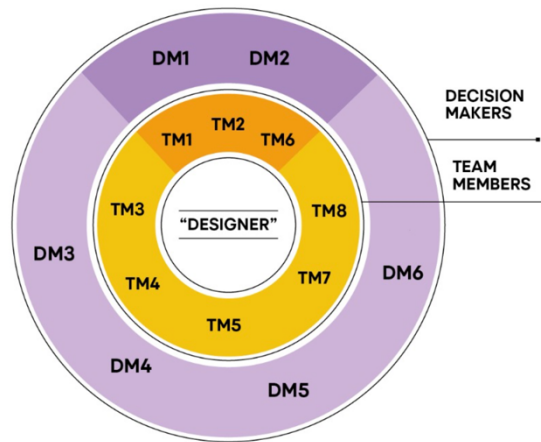 DM1
DM2
DECISION
MAKERS
TM2
TM1
TM6
TEAM
MEMBERS
TM3
TM8
"DESIGNER"
DM3
DM6
TM4
TM7
TM5
DM4
DM5